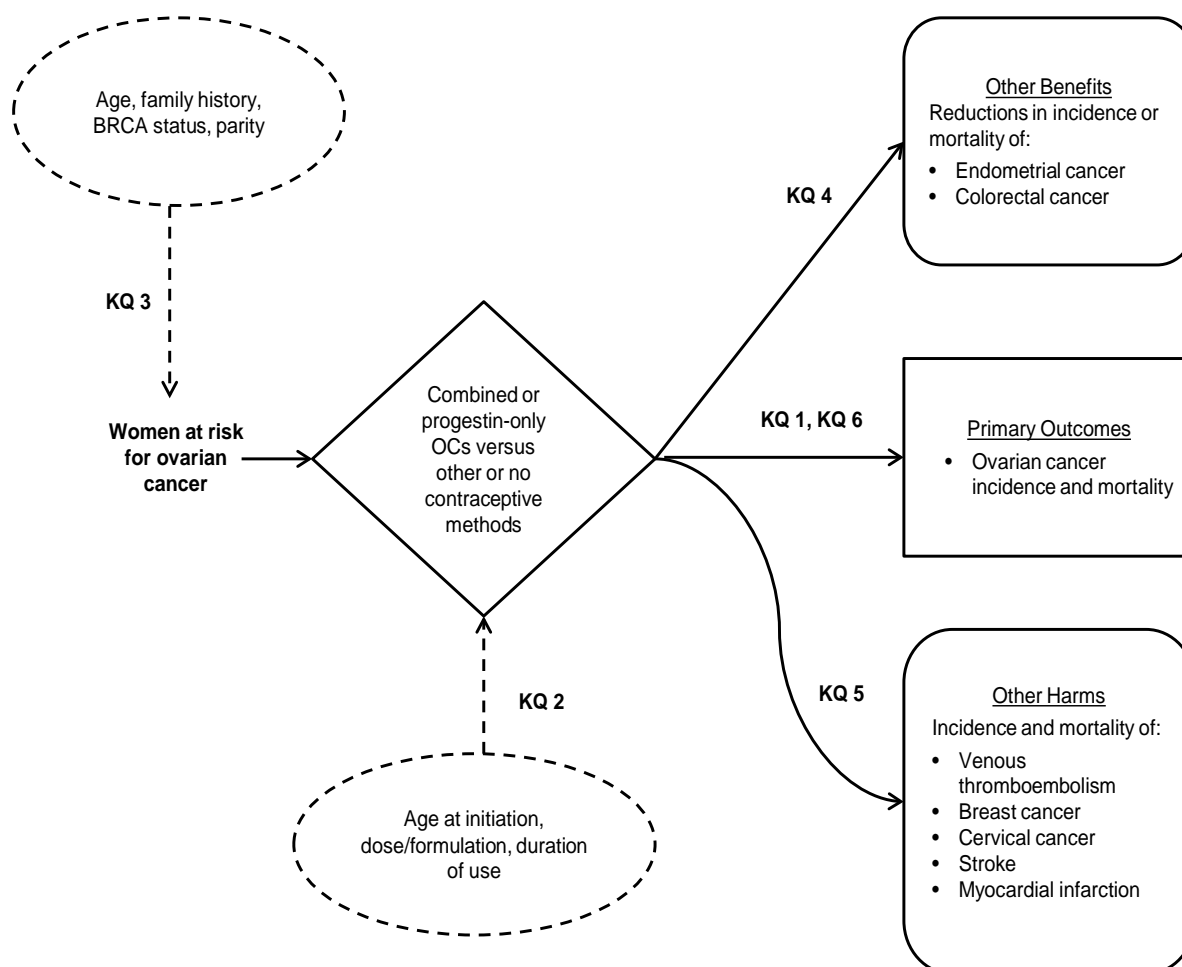 Age, family history,
BRCA status, parity
KQ 3
Women at risk
for ovarian
cancer
Combined or
progestin-only
OCs versus
other or no
contraceptive
methods
KQ 2
Age at initiation,
dose/formulation, duration
of use
KQ 4
Other Benefits
Reductions in incidence or
mortality of:
• Endometrial cancer
• Colorectal cancer
KQ 1, KQ 6
Primary Outcomes
• Ovarian cancer
incidence and mortality
KQ 5
Other Harms
Incidence and mortality of:
• Venous
thromboembolism
• Breast cancer
• Cervical cancer
• Stroke
• Myocardial infarction